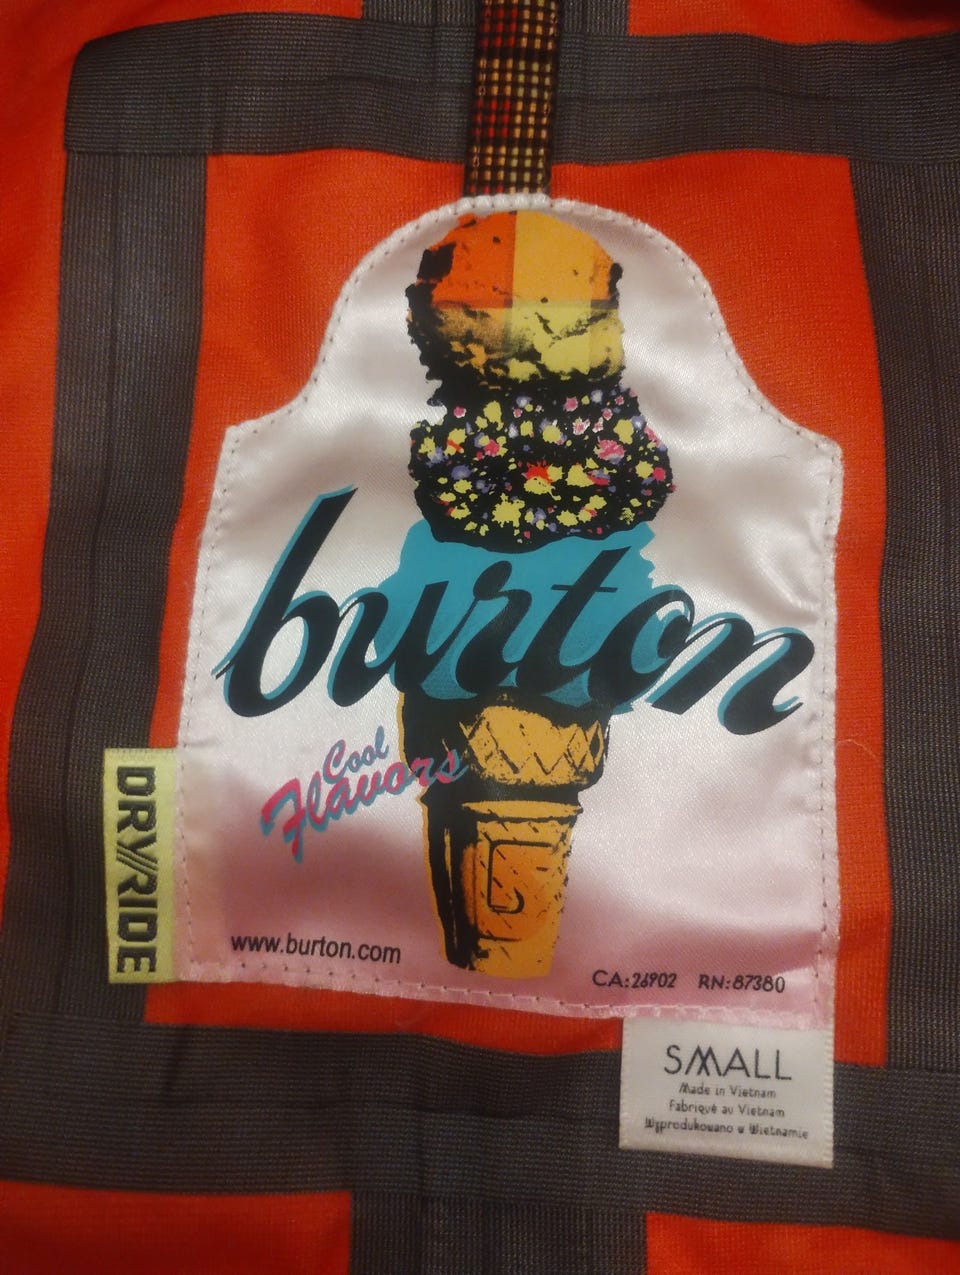 burton
Cool
Flavors
DRY//RIDE
www.burton.com
CA:26902 RN:87380
SMALL
Made in Vietnam
Fabriqué au Vietnam
Wyprodukowano w Wietnamie